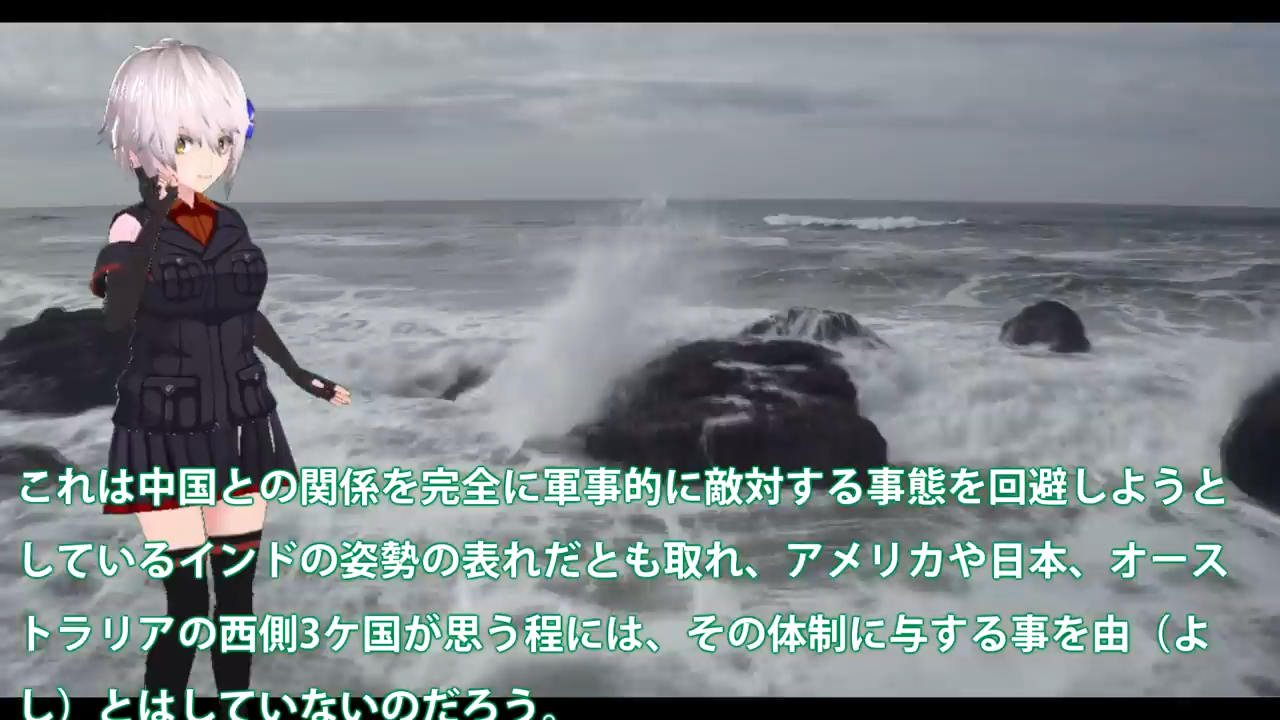 これは中国との関係を完全に軍事的に敵対する事態を回避しようと
しているインドの姿勢の表れだとも取れ、アメリカや日本、オース
トラリアの西側3ケ国が思う程には、その体制に与する事を由（よ
し）とはしていないのだろう。